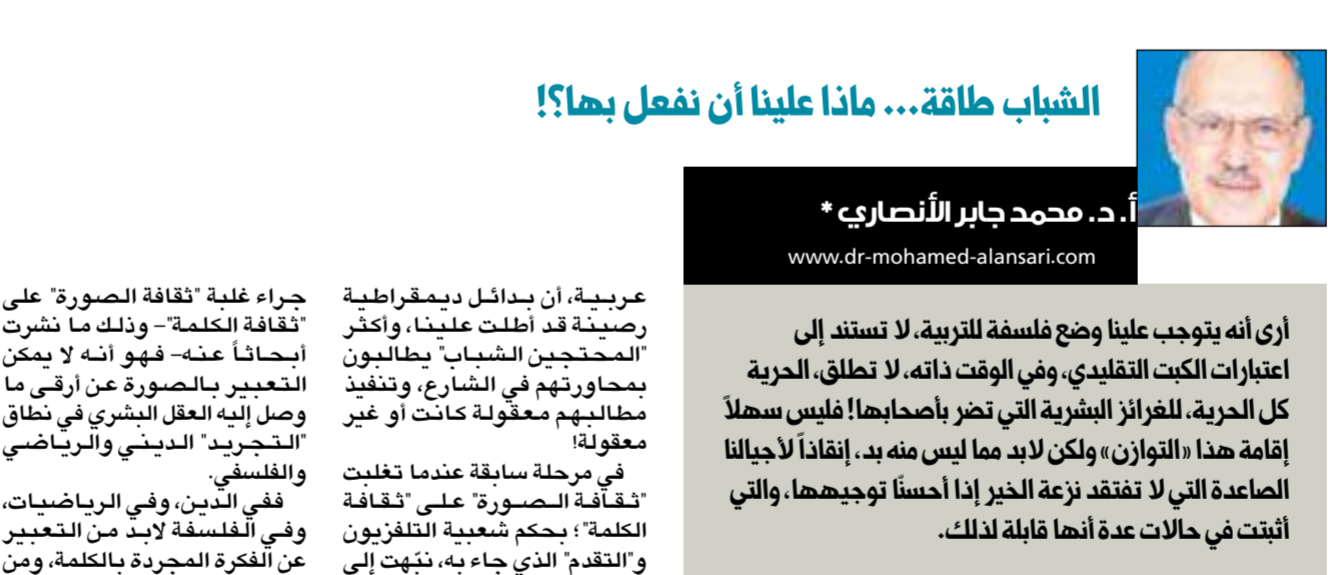 الشباب طاقة... ماذا علينا أن نفعل بها؟!
أ. د. محمد جابر الأنصاري *
www.dr-mohamed-alansari.com
أرى أنه يتوجب علينا وضع فلسفة للتربية، لا تستند إلى
اعتبارات الكبت التقليدي، وفي الوقت ذاته، لا تطلق، الحرية
كل الحرية، للغرائز البشرية التي تضر بأصحابها! فليس سهلاً
إقامة هذا «التوازن» ولكن لابد مما ليس منه بد، إنقاذاً لأجيالنا
الصاعدة التي لا تفتقد نزعة الخير إذا أحسنّا توجيهها، والتي
أثبتت في حالات عدة أنها قابلة لذلك.
عربية، أن بدائل ديمقراطية
رصينة قد أطلت علينا، وأكثر
"المحتجين الشباب" يطالبون
بمحاورتهم في الشارع، وتنفيذ
مطالبهم معقولة كانت أو غير
معقولة!
في مرحلة سابقة عندما تغلبت
"ثقافة الصورة" على "ثقافة
الكلمة"؛ بحكم شعبية التلفزيون
و"التقدم" الذي جاء به، نبّهت إلى
جراء غلبة "ثقافة الصورة" على
"ثقافة الكلمة"– وذلك ما نشرت
أبحاثاً عنه– فهو أنه لا يمكن
التعبير بالصورة عن أرقى ما
وصل إليه العقل البشري في نطاق
"التجريد" الديني والرياضي
والفلسفي.
ففي الدين، وفي الرياضيات،
وفي الفلسفة لابد من التعبير
عن الفكرة المجردة بالكلمة، ومن